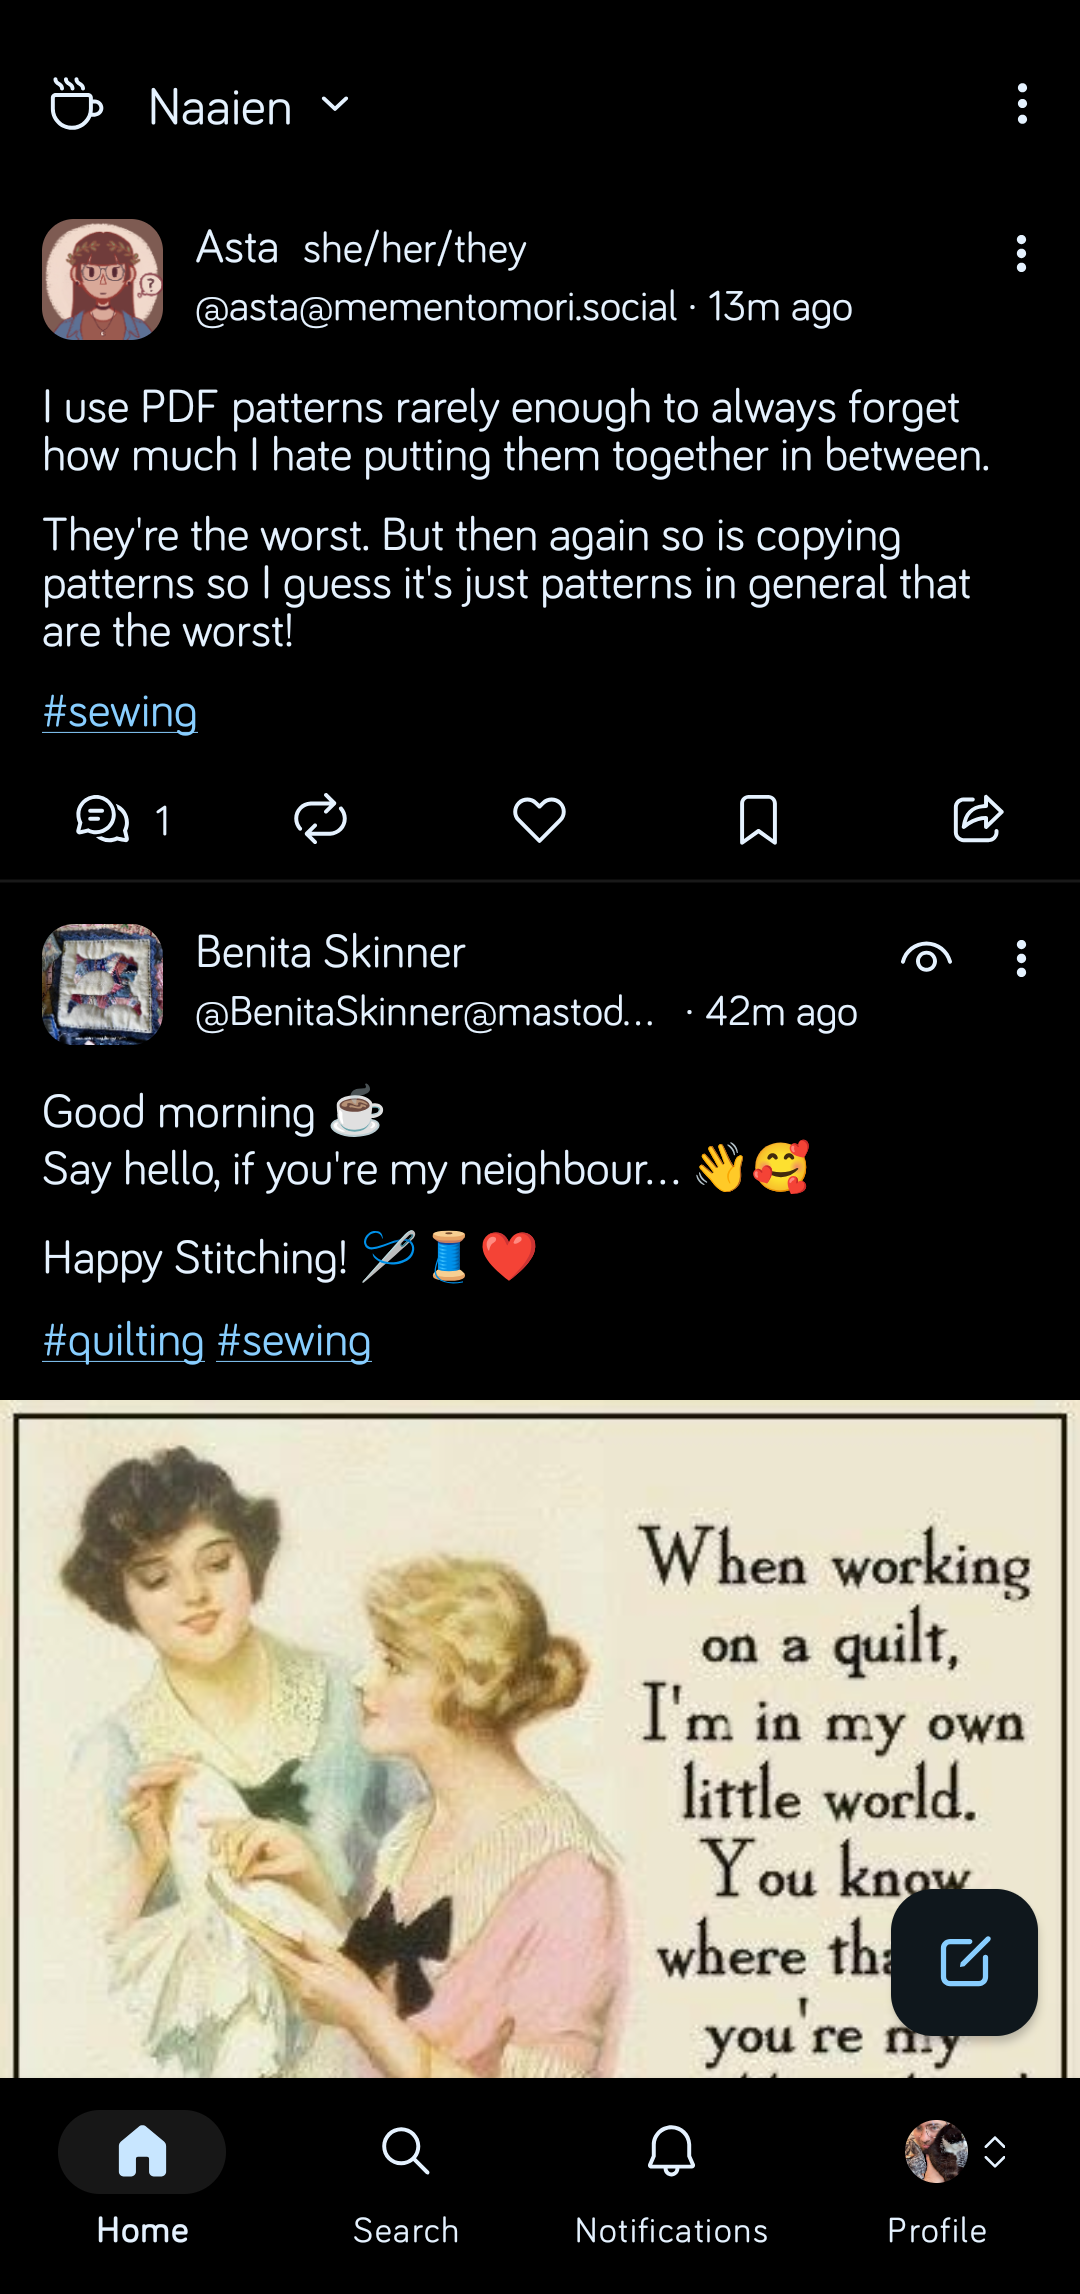 Naaien
Asta she/her/they
@asta@mementomori.social · 13m ago
I use PDF patterns rarely enough to always forget
how much I hate putting them together in between.
They're the worst. But then again so is copying
patterns so I guess it's just patterns in general that
are the worst!
#sewing
1
Benita Skinner
@BenitaSkinner@mastod... · 42m ago
Good morning ☕
Say hello, if you're my neighbour... 👋🥰
Happy Stitching! 🪡🧵❤️
#quilting #sewing
When working
on a quilt,
I'm in my own
little world.
You know
where
you're my
Home
Search
Notifications
Profile